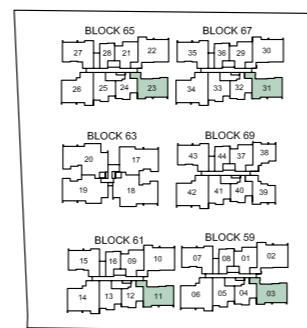 BLOCK 65 BLOCK 67
27 28 21 22 35 36 29 30
26 25 24 23 34 33 32 31
BLOCK 63 BLOCK 69
20 17 43 44 37 38
19 18 42 41 40 39
BLOCK 61 BLOCK 59
15 16 09 10 07 08 01 02
14 13 12 11 06 05 04 03